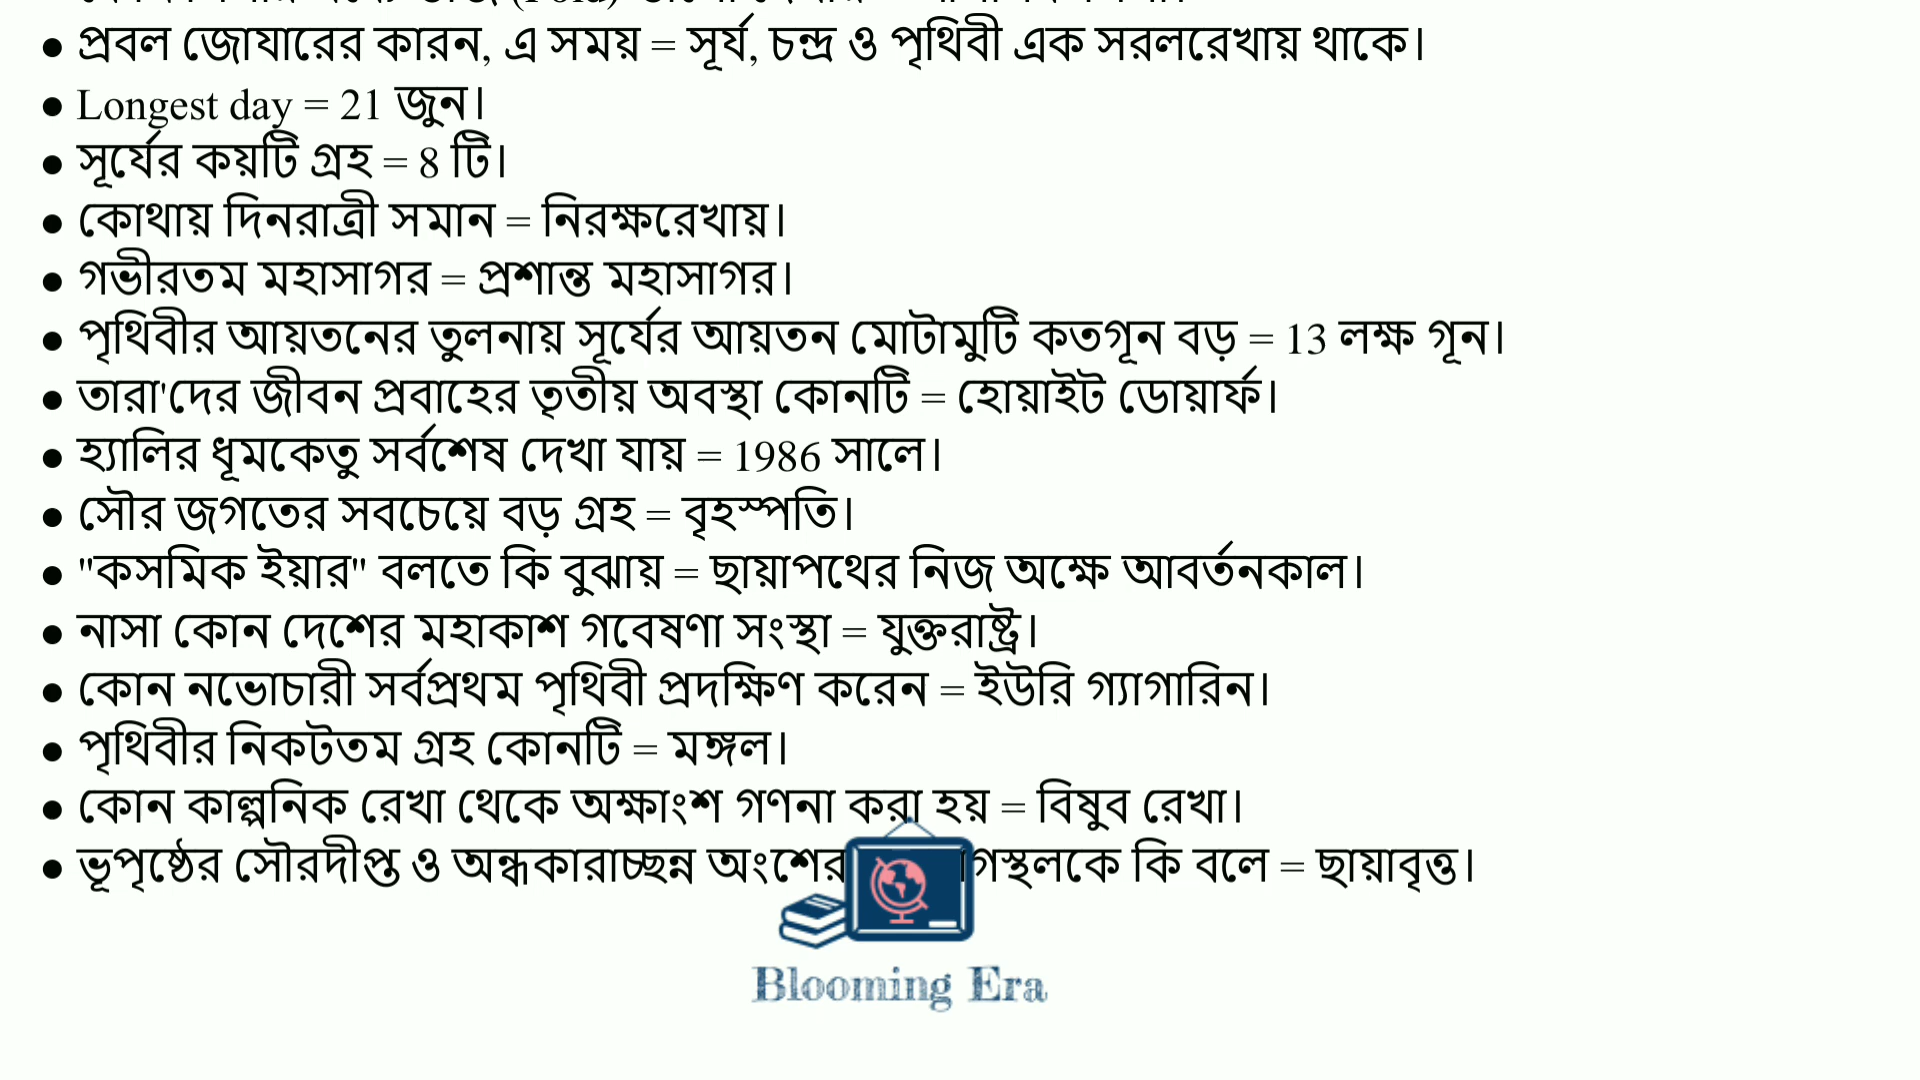 ● প্রবল জোযারের কারন, এ সময় = সূর্য, চন্দ্র ও পৃথিবী এক সরলরেখায় থাকে।
● Longest day = 21 জুন।
● সূর্যের কয়টি গ্রহ = 8 টি।
● কোথায় দিনরাত্রী সমান = নিরক্ষরেখায়।
● গভীরতম মহাসাগর = প্রশান্ত মহাসাগর।
● পৃথিবীর আয়তনের তুলনায় সূর্যের আয়তন মোটামুটি কতগূন বড় = 13 লক্ষ গূন।
● তারা'দের জীবন প্রবাহের তৃতীয় অবস্থা কোনটি = হোয়াইট ডোয়ার্ফ।
● হ্যালির ধূমকেতু সর্বশেষ দেখা যায় = 1986 সালে।
● সৌর জগতের সবচেয়ে বড় গ্রহ = বৃহস্পতি।
● "কসমিক ইয়ার" বলতে কি বুঝায় = ছায়াপথের নিজ অক্ষে আবর্তনকাল।
● নাসা কোন দেশের মহাকাশ গবেষণা সংস্থা = যুক্তরাষ্ট্র।
● কোন নভোচারী সর্বপ্রথম পৃথিবী প্রদক্ষিণ করেন = ইউরি গ্যাগারিন।
● পৃথিবীর নিকটতম গ্রহ কোনটি = মঙ্গল।
● কোন কাল্পনিক রেখা থেকে অক্ষাংশ গণনা করা হয় = বিষুব রেখা।
● ভূপৃষ্ঠের সৌরদীপ্ত ও অন্ধকারাচ্ছন্ন অংশের কি বলে = ছায়াবৃত্ত।
Blooming Era